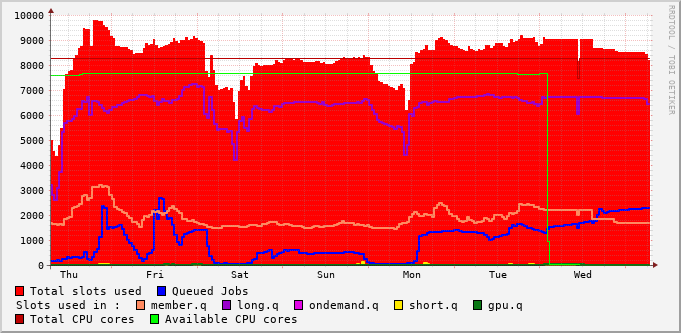 10000
9000
8000
7000
6000
5000
4000
3000
2000
1000
0
Thu Fri Sat Sun Mon Tue Wed
RRDTOOL / TOBI OETIKER
Total slots used Queued Jobs
Slots used in : member.q long.q ondemand.q short.q gpu.q
Total CPU cores Available CPU cores